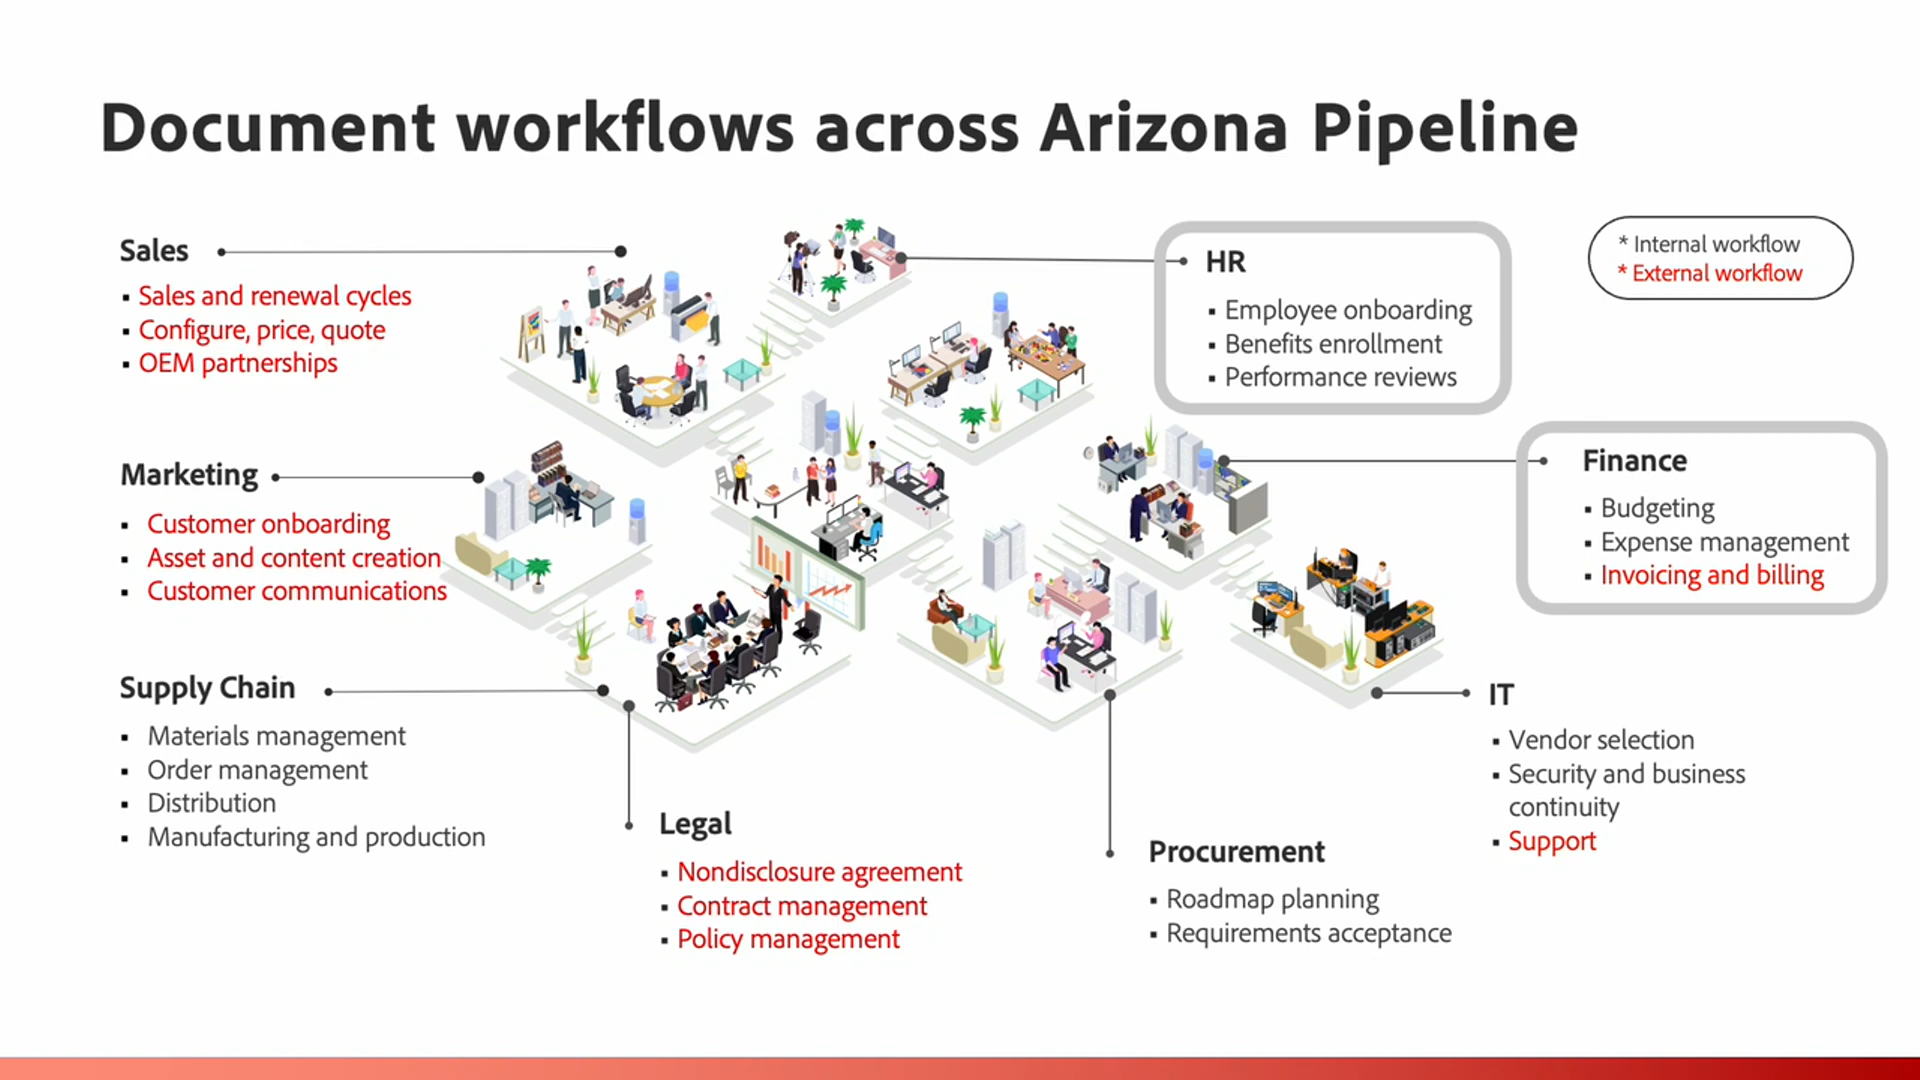 Document workflows across Arizona Pipeline
Sales
▪ Sales and renewal cycles
▪ Configure, price, quote
▪ OEM partnerships
HR
▪ Employee onboarding
▪ Benefits enrollment
▪ Performance reviews
* Internal workflow
* External workflow
Marketing
▪ Customer onboarding
▪ Asset and content creation
▪ Customer communications
Finance
▪ Budgeting
▪ Expense management
▪ Invoicing and billing
Supply Chain
▪ Materials management
▪ Order management
▪ Distribution
▪ Manufacturing and production
Legal
▪ Nondisclosure agreement
▪ Contract management
▪ Policy management
Procurement
▪ Roadmap planning
▪ Requirements acceptance
IT
▪ Vendor selection
▪ Security and business
continuity
▪ Support